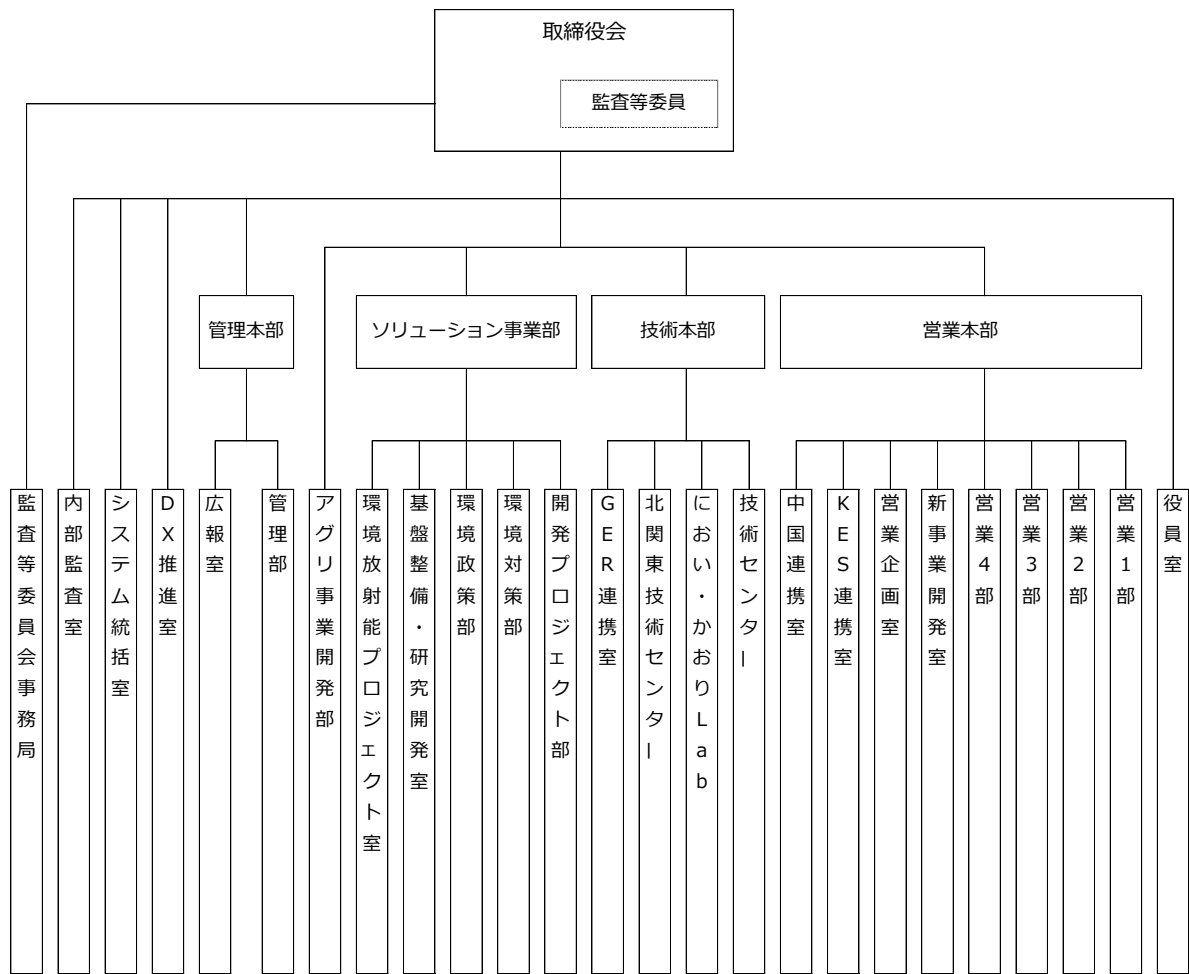 取締役会
監査等委員
管理本部
ソリューション事業部
技術本部
営業本部
監査等委員会事務局
内部監査室
システム統括室
DX推進室
広報室
管理部
アグリ事業開発部
環境放射能プロジェクト室
基盤整備・研究開発室
環境政策部
環境対策部
開発プロジェクト部
GER連携室
北関東技術センター
におい・かおりLab
技術センター
中国連携室
KES連携室
営業企画室
新事業開発室
営業4部
営業3部
営業2部
営業1部
役員室